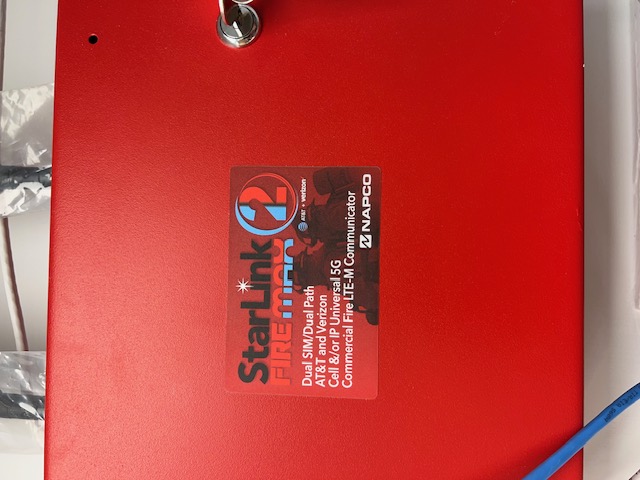 StarLink
FIRE MAX 2
AT&T + verizon
Dual SIM/Dual Path
AT&T and Verizon
Cell &/or IP Universal 5G
Commercial Fire LTE-M Communicator
NAPCO